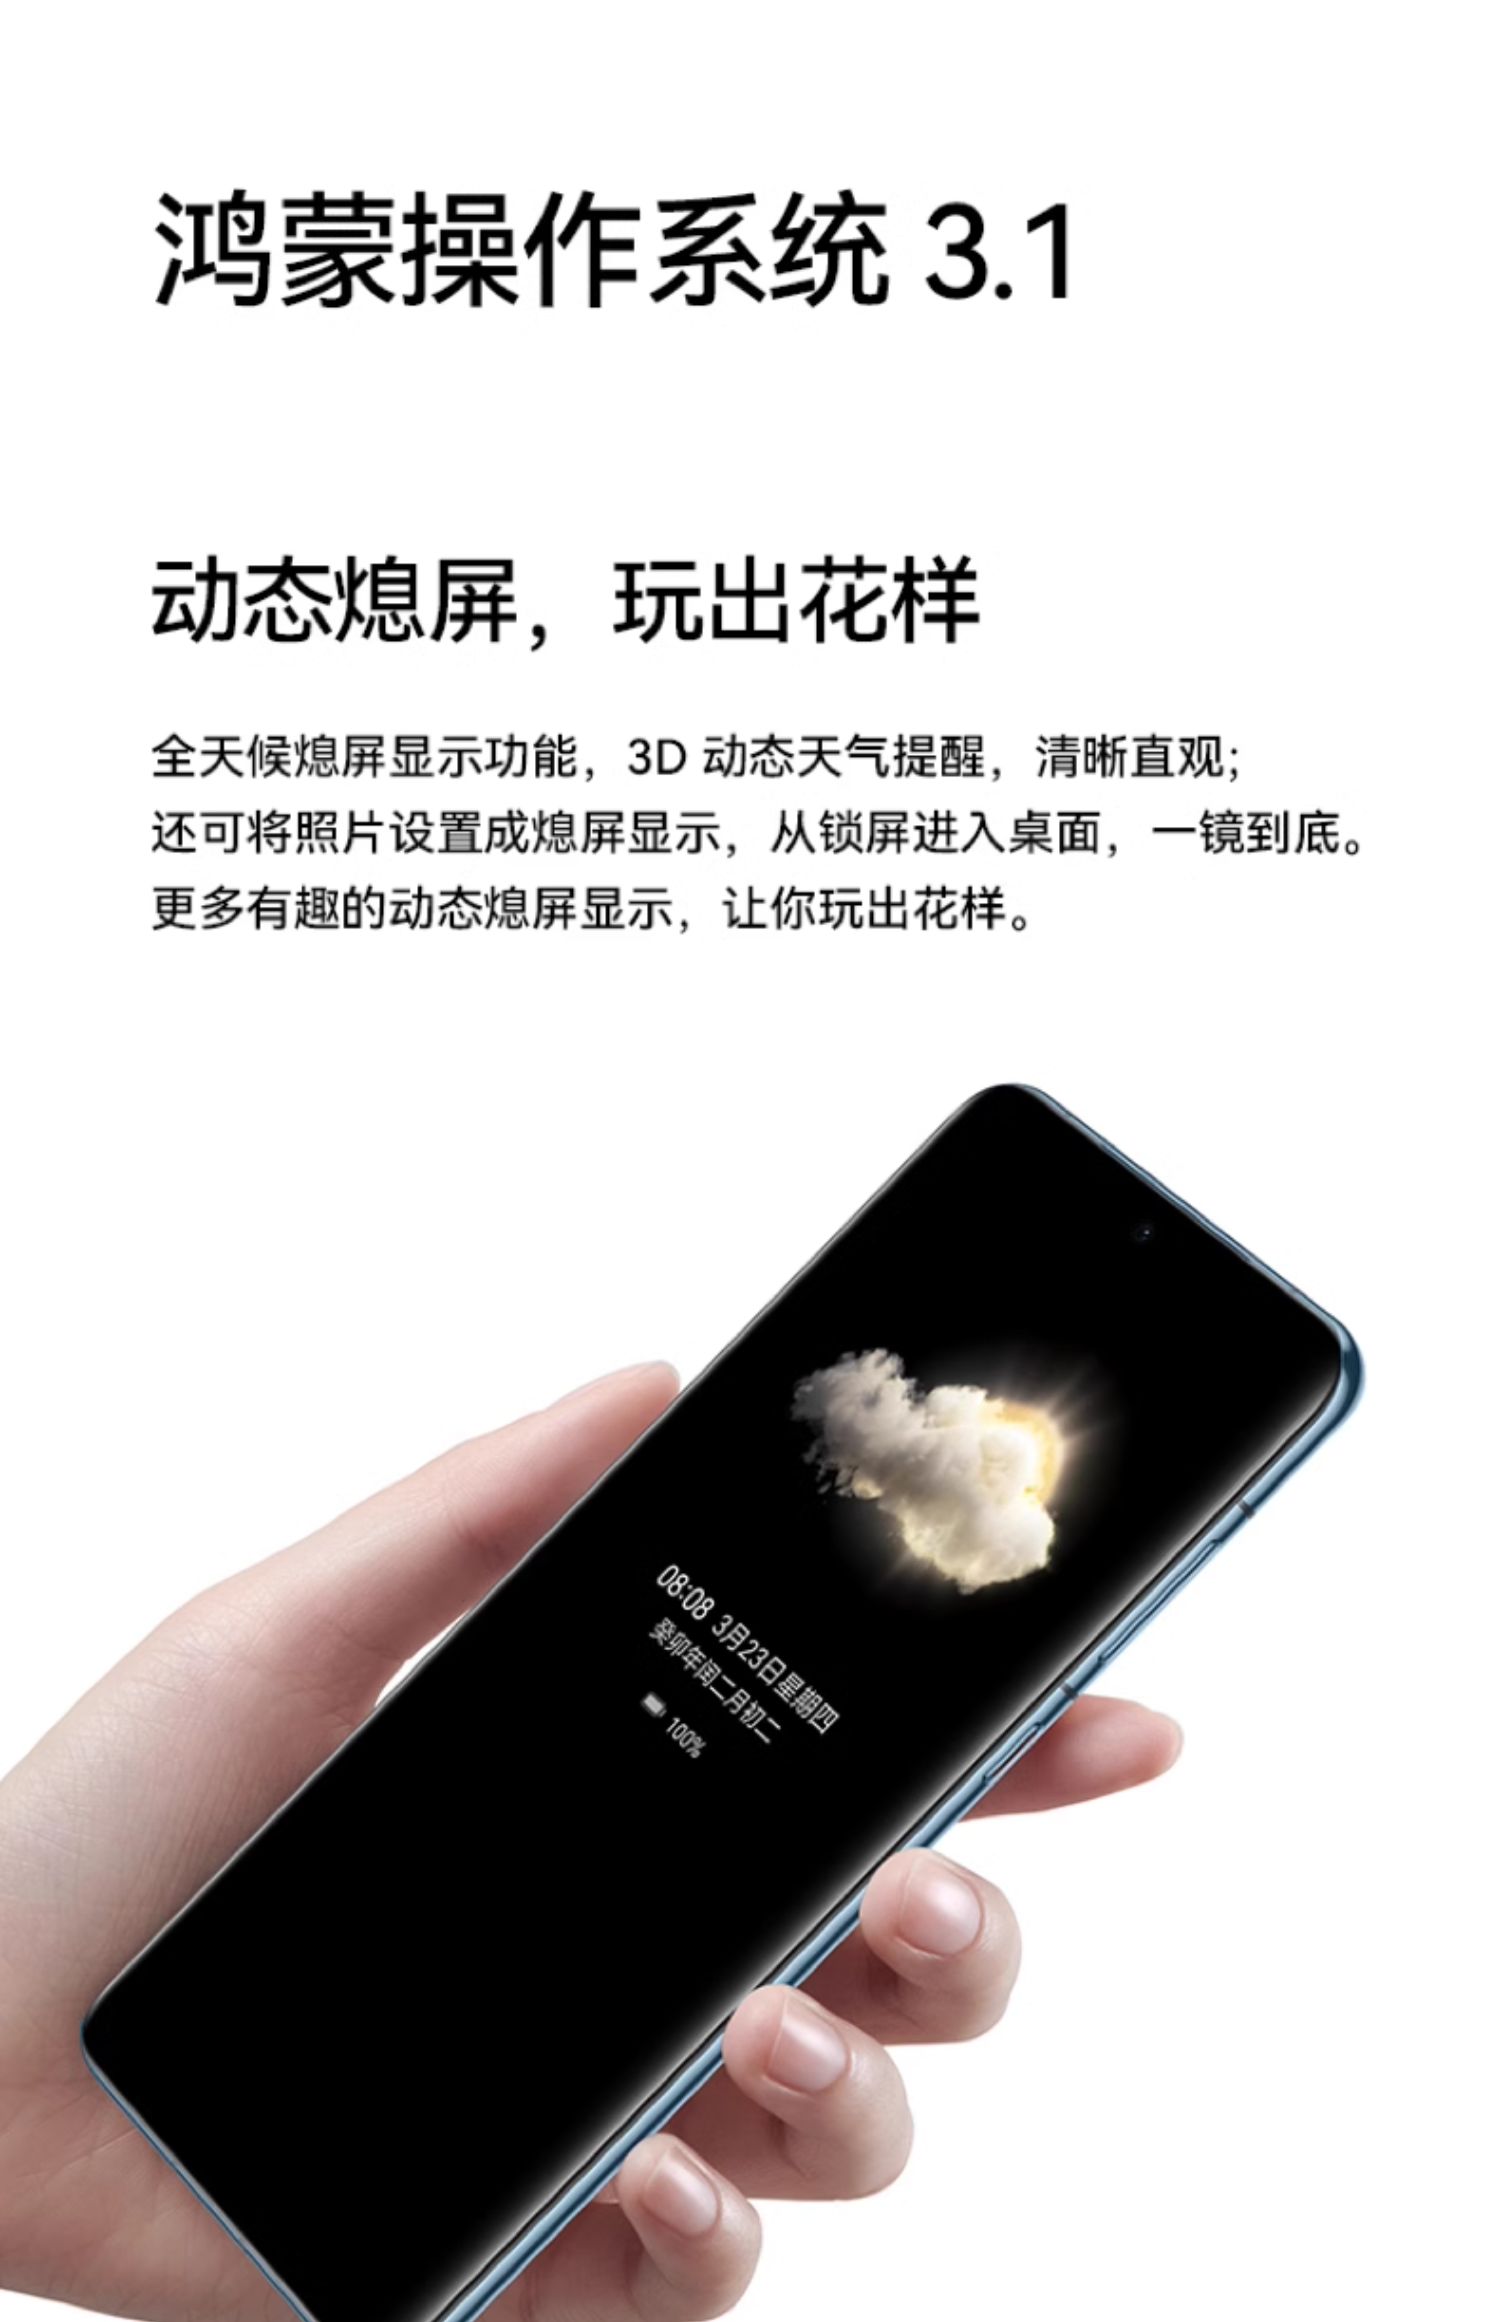 鸿蒙操作系统 3.1
动态熄屏，玩出花样
全天候熄屏显示功能，3D 动态天气提醒，清晰直观；
还可将照片设置成熄屏显示，从锁屏进入桌面，一镜到底。
更多有趣的动态熄屏显示，让你玩出花样。
08:08 3月23日星期四
癸卯年闰二月初二
100%